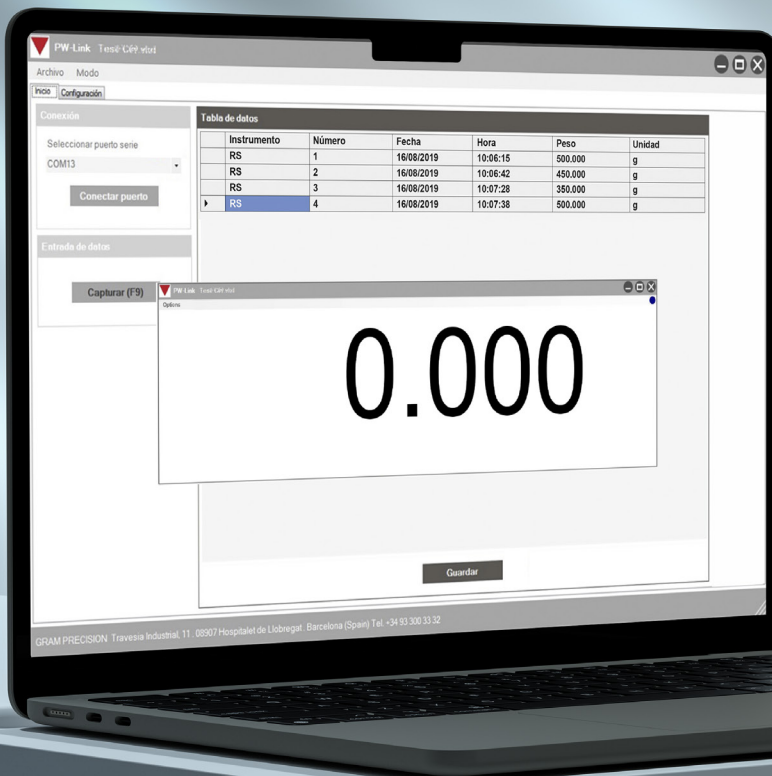 PW-Link
Archivo Modo
Inicio Configuración
Conexión
Seleccionar puerto serie
COM13
Conectar puerto
Entrada de datos
Capturar (F9)
Tabla de datos
Instrumento Número Fecha Hora Peso Unidad
RS 1 16/08/2019 10:06:15 500.000 g
RS 2 16/08/2019 10:06:42 450.000 g
RS 3 16/08/2019 10:07:28 350.000 g
RS 4 16/08/2019 10:07:38 500.000 g
PW-Link
Options
0.000
Guardar
GRAM PRECISION Travesia Industrial, 11 . 08907 Hospitalet de Llobregat . Barcelona (Spain) Tel. +34 93 300 33 32